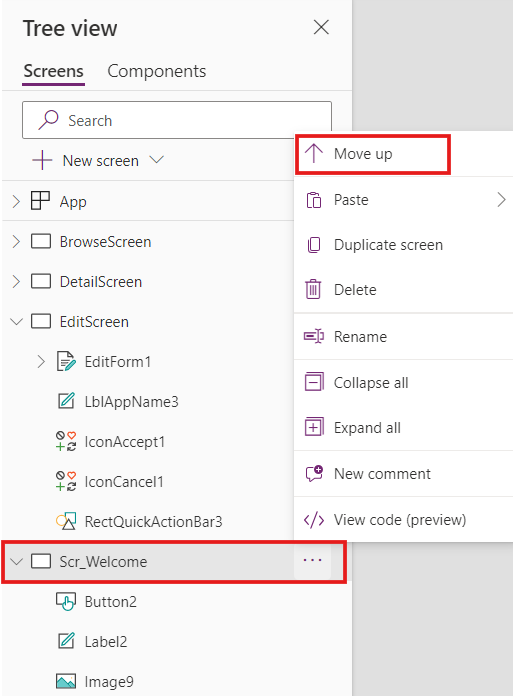 Tree view
Screens Components
Search
New screen
App
BrowseScreen
DetailScreen
EditScreen
EditForm1
LblAppName3
IconAccept1
IconCancel1
RectQuickActionBar3
Scr_Welcome
Button2
Label2
Image9
Move up
Paste
Duplicate screen
Delete
Rename
Collapse all
Expand all
New comment
View code (preview)